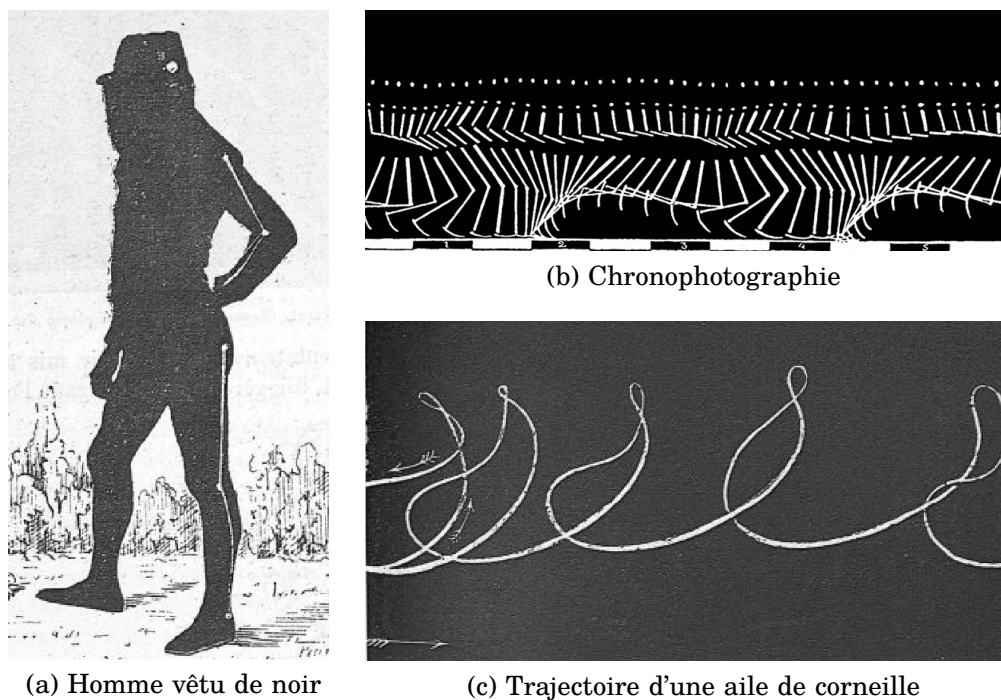 1 2 3 4 5
(b) Chronophotographie
(a) Homme vêtu de noir
(c) Trajectoire d'une aile de corneille